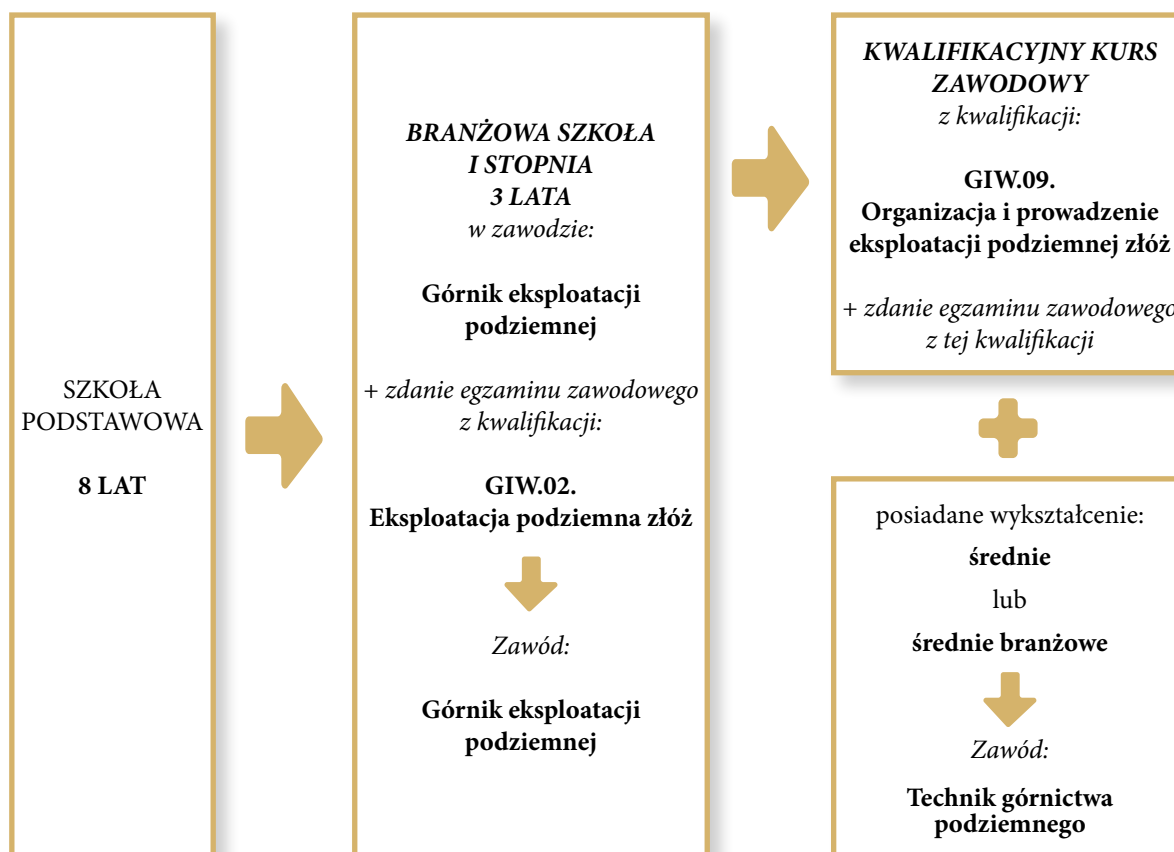 SZKOŁA
PODSTAWOWA
8 LAT
BRANŻOWA SZKOŁA
I STOPNIA
3 LATA
w zawodzie:
Górnik eksploatacji
podziemnej
+ zdanie egzaminu zawodowego
z kwalifikacji:
GIW.02.
Eksploatacja podziemna złóż
Zawód:
Górnik eksploatacji
podziemnej
KWALIFIKACYJNY KURS
ZAWODOWY
z kwalifikacji:
GIW.09.
Organizacja i prowadzenie
eksploatacji podziemnej złóż
+ zdanie egzaminu zawodowego
z tej kwalifikacji
posiadane wykształcenie:
średnie
lub
średnie branżowe
Zawód:
Technik górnictwa
podziemnego